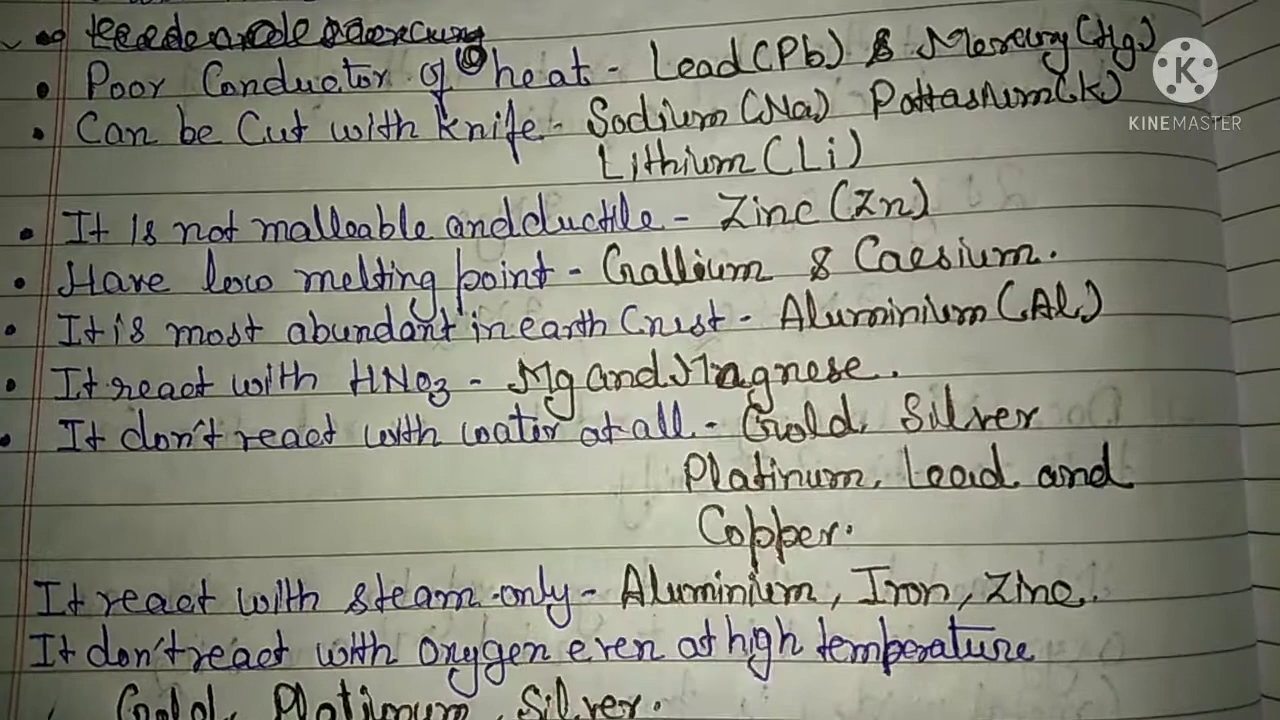 • Poor Conductor of heat - Lead(Pb) & Mercury(Hg)
• Can be Cut with knife - Sodium(Na) Pottassium(K)
Lithium(Li)
• It is not malleable and ductile - Zinc(Zn)
• Have low melting point - Gallium & Caesium.
• It is most abundant in earth Crust - Aluminium(Al)
• It react with HNO3 - Mg and Magnese.
• It don't react with water at all - Gold, Silver
Platinum, Lead and
Copper.
It react with steam only - Aluminium, Iron, Zinc.
It don't react with oxygen even at high temperature
Gold, Platinum, Silver.
K
KINEMASTER